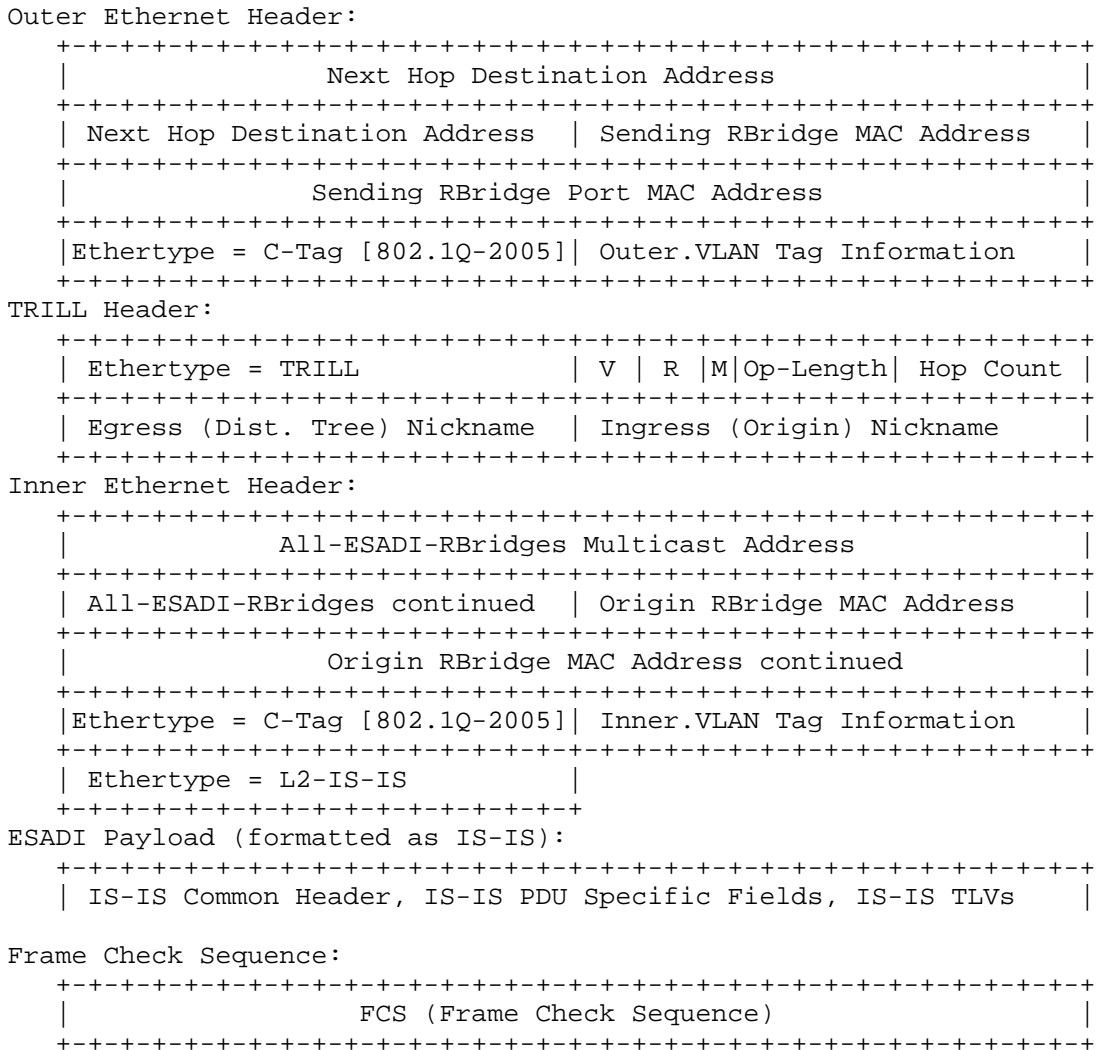 Outer Ethernet Header:
   +-+-+-+-+-+-+-+-+-+-+-+-+-+-+-+-+-+-+-+-+-+-+-+-+-+-+-+-+-+-+-+-+-+
   |                 Next Hop Destination Address                    |
   +-+-+-+-+-+-+-+-+-+-+-+-+-+-+-+-+-+-+-+-+-+-+-+-+-+-+-+-+-+-+-+-+-+
   | Next Hop Destination Address  | Sending RBridge MAC Address   |
   +-+-+-+-+-+-+-+-+-+-+-+-+-+-+-+-+-+-+-+-+-+-+-+-+-+-+-+-+-+-+-+-+-+
   |                Sending RBridge Port MAC Address                 |
   +-+-+-+-+-+-+-+-+-+-+-+-+-+-+-+-+-+-+-+-+-+-+-+-+-+-+-+-+-+-+-+-+-+
   |Ethertype = C-Tag [802.1Q-2005]| Outer.VLAN Tag Information    |
   +-+-+-+-+-+-+-+-+-+-+-+-+-+-+-+-+-+-+-+-+-+-+-+-+-+-+-+-+-+-+-+-+-+
TRILL Header:
   +-+-+-+-+-+-+-+-+-+-+-+-+-+-+-+-+-+-+-+-+-+-+-+-+-+-+-+-+-+-+-+-+-+
   | Ethertype = TRILL              | V | R |M|Op-Length| Hop Count |
   +-+-+-+-+-+-+-+-+-+-+-+-+-+-+-+-+-+-+-+-+-+-+-+-+-+-+-+-+-+-+-+-+-+
   | Egress (Dist. Tree) Nickname  | Ingress (Origin) Nickname     |
   +-+-+-+-+-+-+-+-+-+-+-+-+-+-+-+-+-+-+-+-+-+-+-+-+-+-+-+-+-+-+-+-+-+
Inner Ethernet Header:
   +-+-+-+-+-+-+-+-+-+-+-+-+-+-+-+-+-+-+-+-+-+-+-+-+-+-+-+-+-+-+-+-+-+
   |              All-ESADI-RBridges Multicast Address               |
   +-+-+-+-+-+-+-+-+-+-+-+-+-+-+-+-+-+-+-+-+-+-+-+-+-+-+-+-+-+-+-+-+-+
   | All-ESADI-RBridges continued  | Origin RBridge MAC Address    |
   +-+-+-+-+-+-+-+-+-+-+-+-+-+-+-+-+-+-+-+-+-+-+-+-+-+-+-+-+-+-+-+-+-+
   |                 Origin RBridge MAC Address continued            |
   +-+-+-+-+-+-+-+-+-+-+-+-+-+-+-+-+-+-+-+-+-+-+-+-+-+-+-+-+-+-+-+-+-+
   |Ethertype = C-Tag [802.1Q-2005]| Inner.VLAN Tag Information    |
   +-+-+-+-+-+-+-+-+-+-+-+-+-+-+-+-+-+-+-+-+-+-+-+-+-+-+-+-+-+-+-+-+-+
   | Ethertype = L2-IS-IS          |
   +-+-+-+-+-+-+-+-+-+-+-+-+-+-+-+-+
ESADI Payload (formatted as IS-IS):
   +-+-+-+-+-+-+-+-+-+-+-+-+-+-+-+-+-+-+-+-+-+-+-+-+-+-+-+-+-+-+-+-+-+
   | IS-IS Common Header, IS-IS PDU Specific Fields, IS-IS TLVs    |

Frame Check Sequence:
   +-+-+-+-+-+-+-+-+-+-+-+-+-+-+-+-+-+-+-+-+-+-+-+-+-+-+-+-+-+-+-+-+-+
   |                   FCS (Frame Check Sequence)                    |
   +-+-+-+-+-+-+-+-+-+-+-+-+-+-+-+-+-+-+-+-+-+-+-+-+-+-+-+-+-+-+-+-+-+